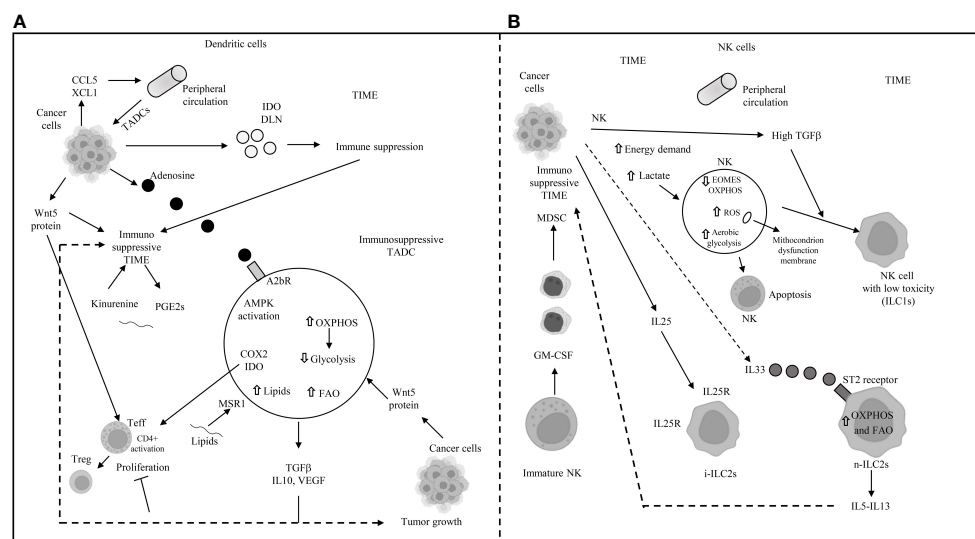 A
Dendritic cells
CCL5
XCL1
Peripheral
circulation
TADCs
Cancer
cells
IDO
DLN
TIME
Immune suppression
Adenosine
Wnt5
protein
Immuno
suppressive
TIME
Immunosuppressive
TADC
Kinurenine
PGE2s
A2bR
AMPK
activation
OXPHOS
Glycolysis
COX2
IDO
Lipids
FAO
MSR1
Lipids
Wnt5
protein
Teff
CD4+
activation
Treg
Proliferation
Cancer cells
TGFβ
IL10, VEGF
Tumor growth
B
NK cells
TIME
Cancer
cells
Peripheral
circulation
TIME
NK
High TGFβ
Energy demand
Immuno
suppressive
TIME
Lactate
NK
EOMES
OXPHOS
ROS
Aerobic
glycolysis
Mithocondrion
dysfunction
membrane
MDSC
NK cell
with low toxicity
(ILC1s)
Apoptosis
NK
IL25
GM-CSF
IL33
ST2 receptor
IL25R
IL25R
OXPHOS
and FAO
Immature NK
i-ILC2s
n-ILC2s
IL5-IL13